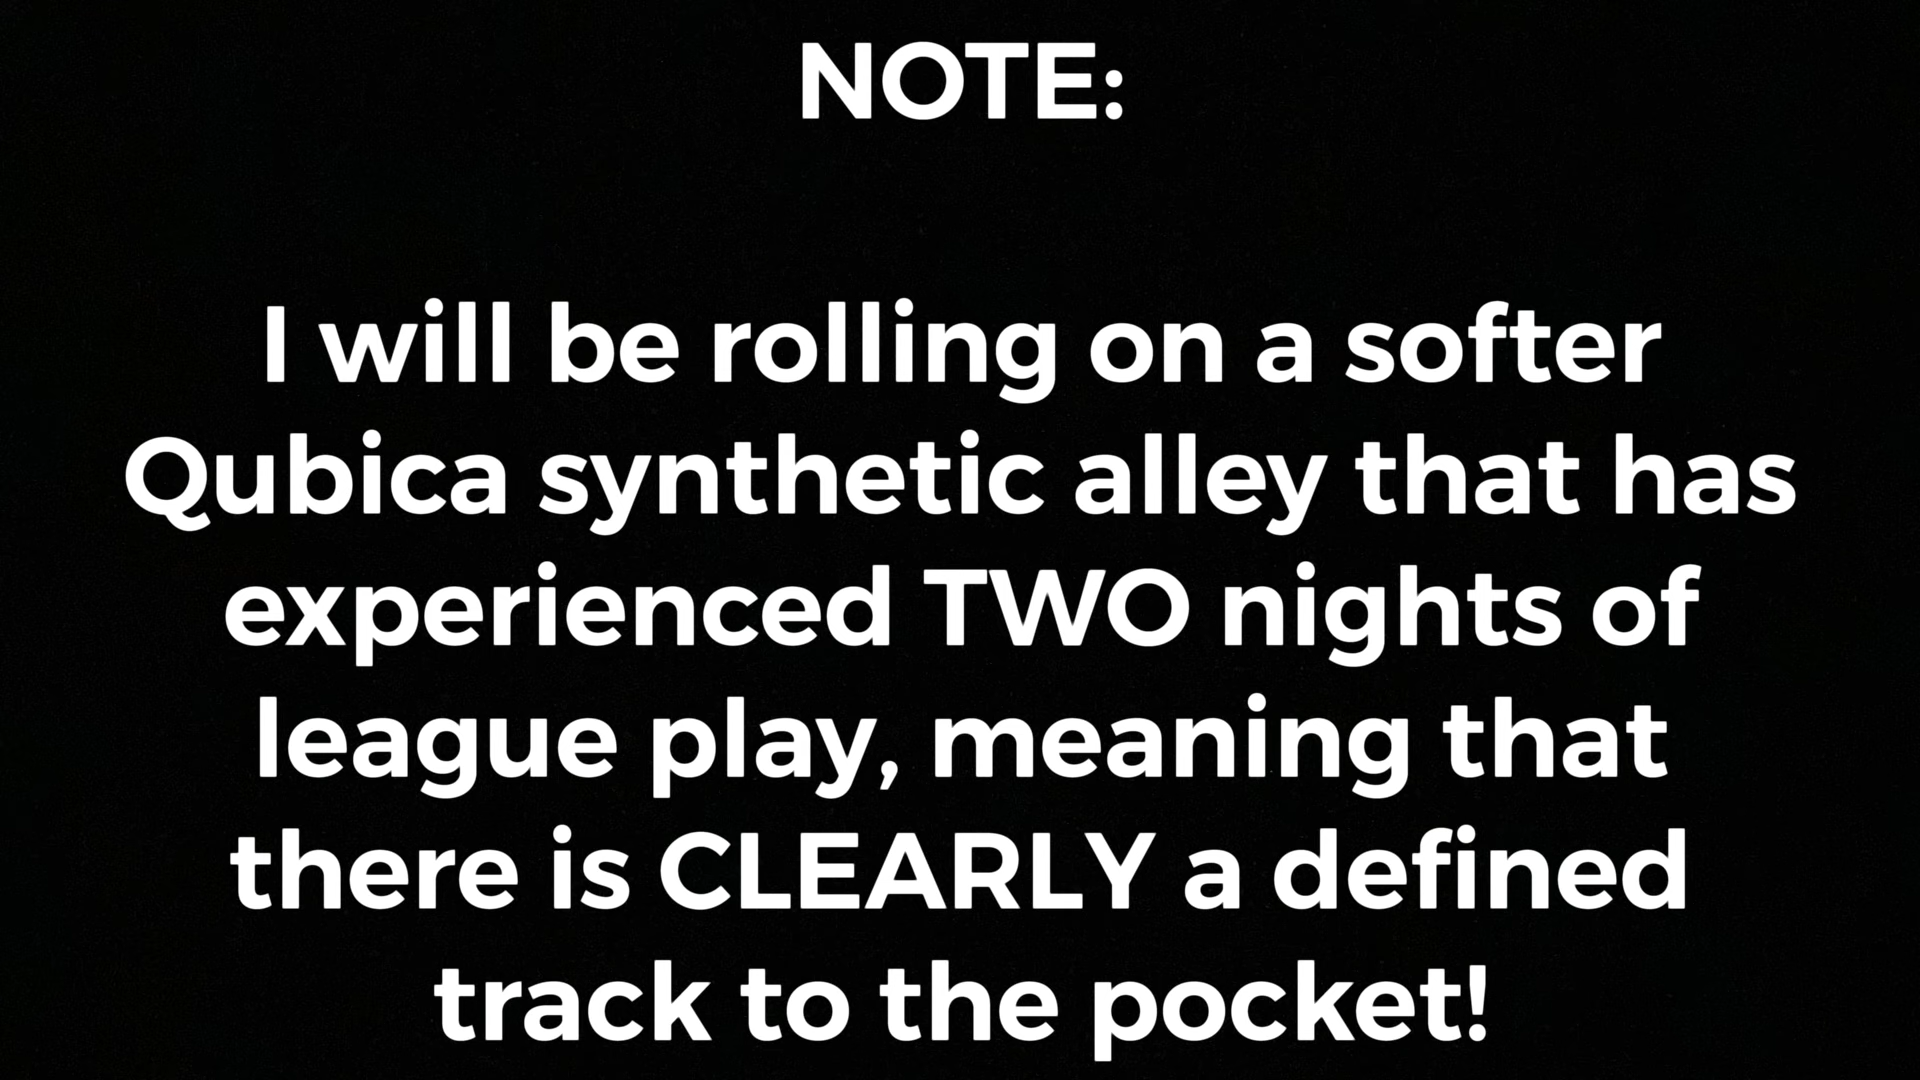 NOTE:
I will be rolling on a softer
Qubica synthetic alley that has
experienced TWO nights of
league play, meaning that
there is CLEARLY a defined
track to the pocket!